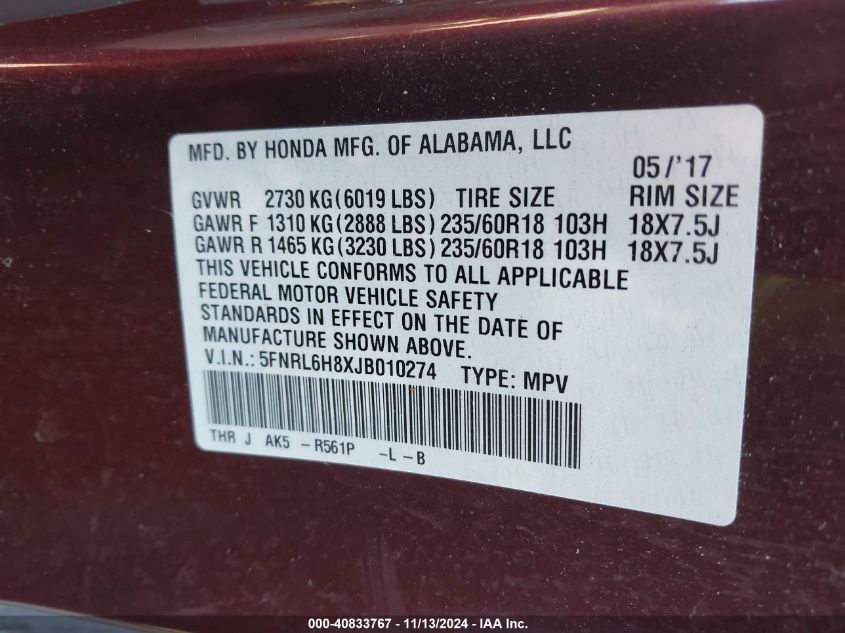 MFD. BY HONDA MFG. OF ALABAMA, LLC
05/'17
GVWR 2730 KG(6019 LBS) TIRE SIZE RIM SIZE
GAWR F 1310 KG(2888 LBS) 235/60R18 103H 18X7.5J
GAWR R 1465 KG(3230 LBS) 235/60R18 103H 18X7.5J
THIS VEHICLE CONFORMS TO ALL APPLICABLE
FEDERAL MOTOR VEHICLE SAFETY
STANDARDS IN EFFECT ON THE DATE OF
MANUFACTURE SHOWN ABOVE.
V.I.N.: 5FNRL6H8XJB010274 TYPE: MPV
THR J AK5 -R561P -L-B
000-40833767 - 11/13/2024 - IAA Inc.